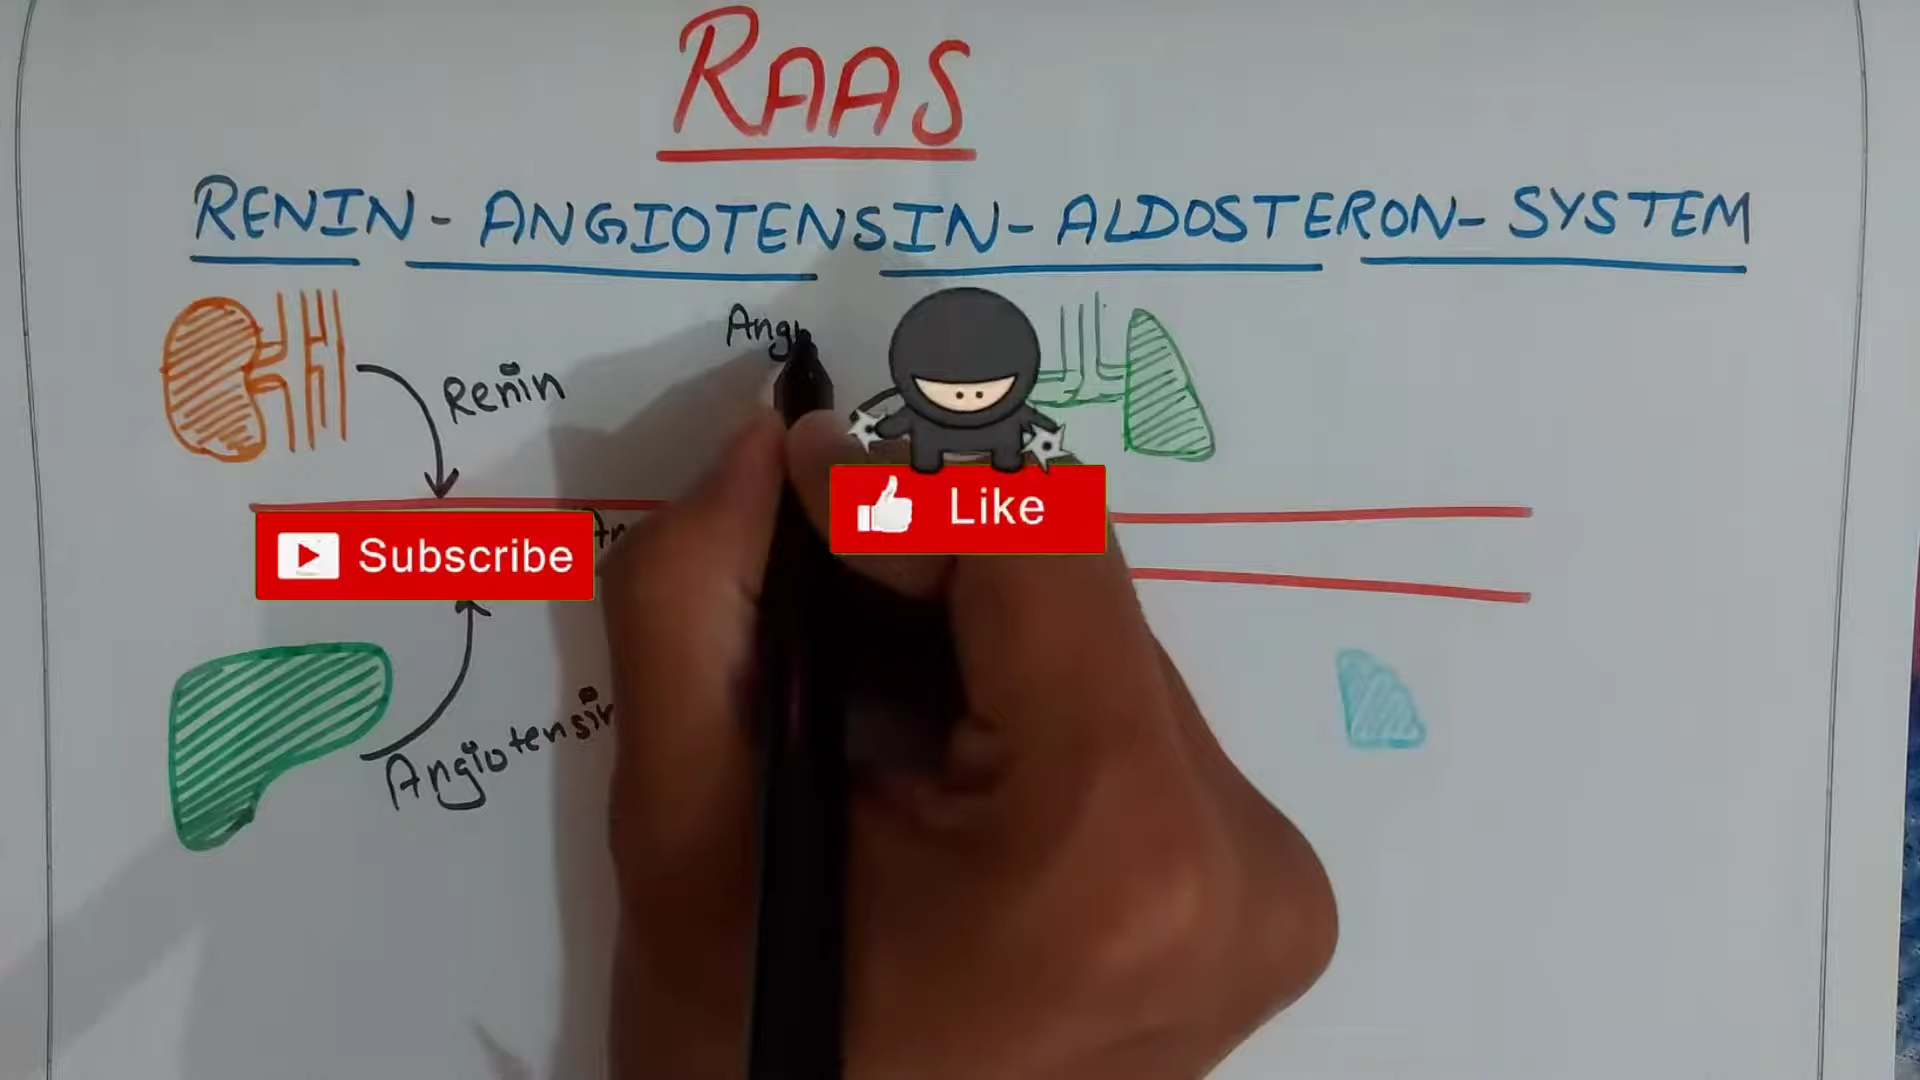 RAAS
RENIN - ANGIOTENSIN - ALDOSTERON - SYSTEM
Renin
Like
Subscribe